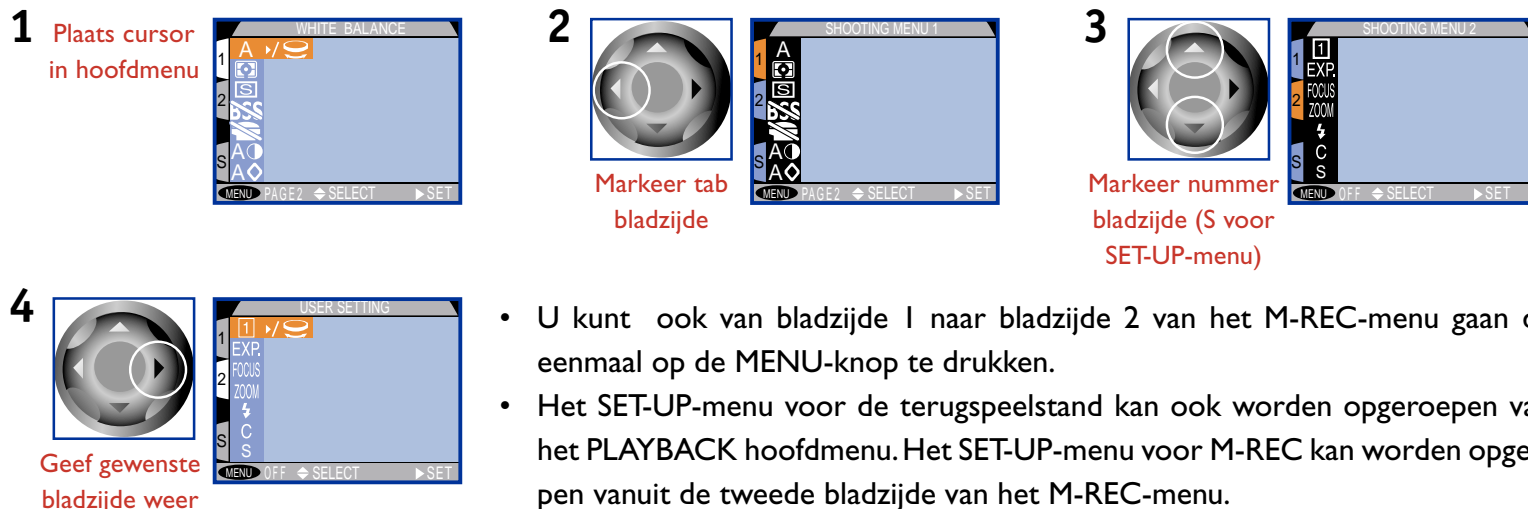 1
Plaats cursor
in hoofdmenu
WHITE BALANCE
1
2
S
A
S
BSS
A
A
MENU PAGE2 SELECT SET
2
Markeer tab
bladzijde
SHOOTING MENU 1
1
2
S
A
S
BSS
A
A
MENU PAGE2 SELECT SET
3
Markeer nummer
bladzijde (S voor
SET-UP-menu)
SHOOTING MENU 2
1
2
S
1
EXP.
FOCUS
ZOOM
C
S
MENU OFF SELECT SET
4
Geef gewenste
bladzijde weer
USER SETTING
1
2
S
1
EXP.
FOCUS
ZOOM
C
S
MENU OFF SELECT SET
• U kunt ook van bladzijde 1 naar bladzijde 2 van het M-REC-menu gaan
eenmaal op de MENU-knop te drukken.
• Het SET-UP-menu voor de terugspeelstand kan ook worden opgeroepen
het PLAYBACK hoofdmenu. Het SET-UP-menu voor M-REC kan worden opge
pen vanuit de tweede bladzijde van het M-REC-menu.